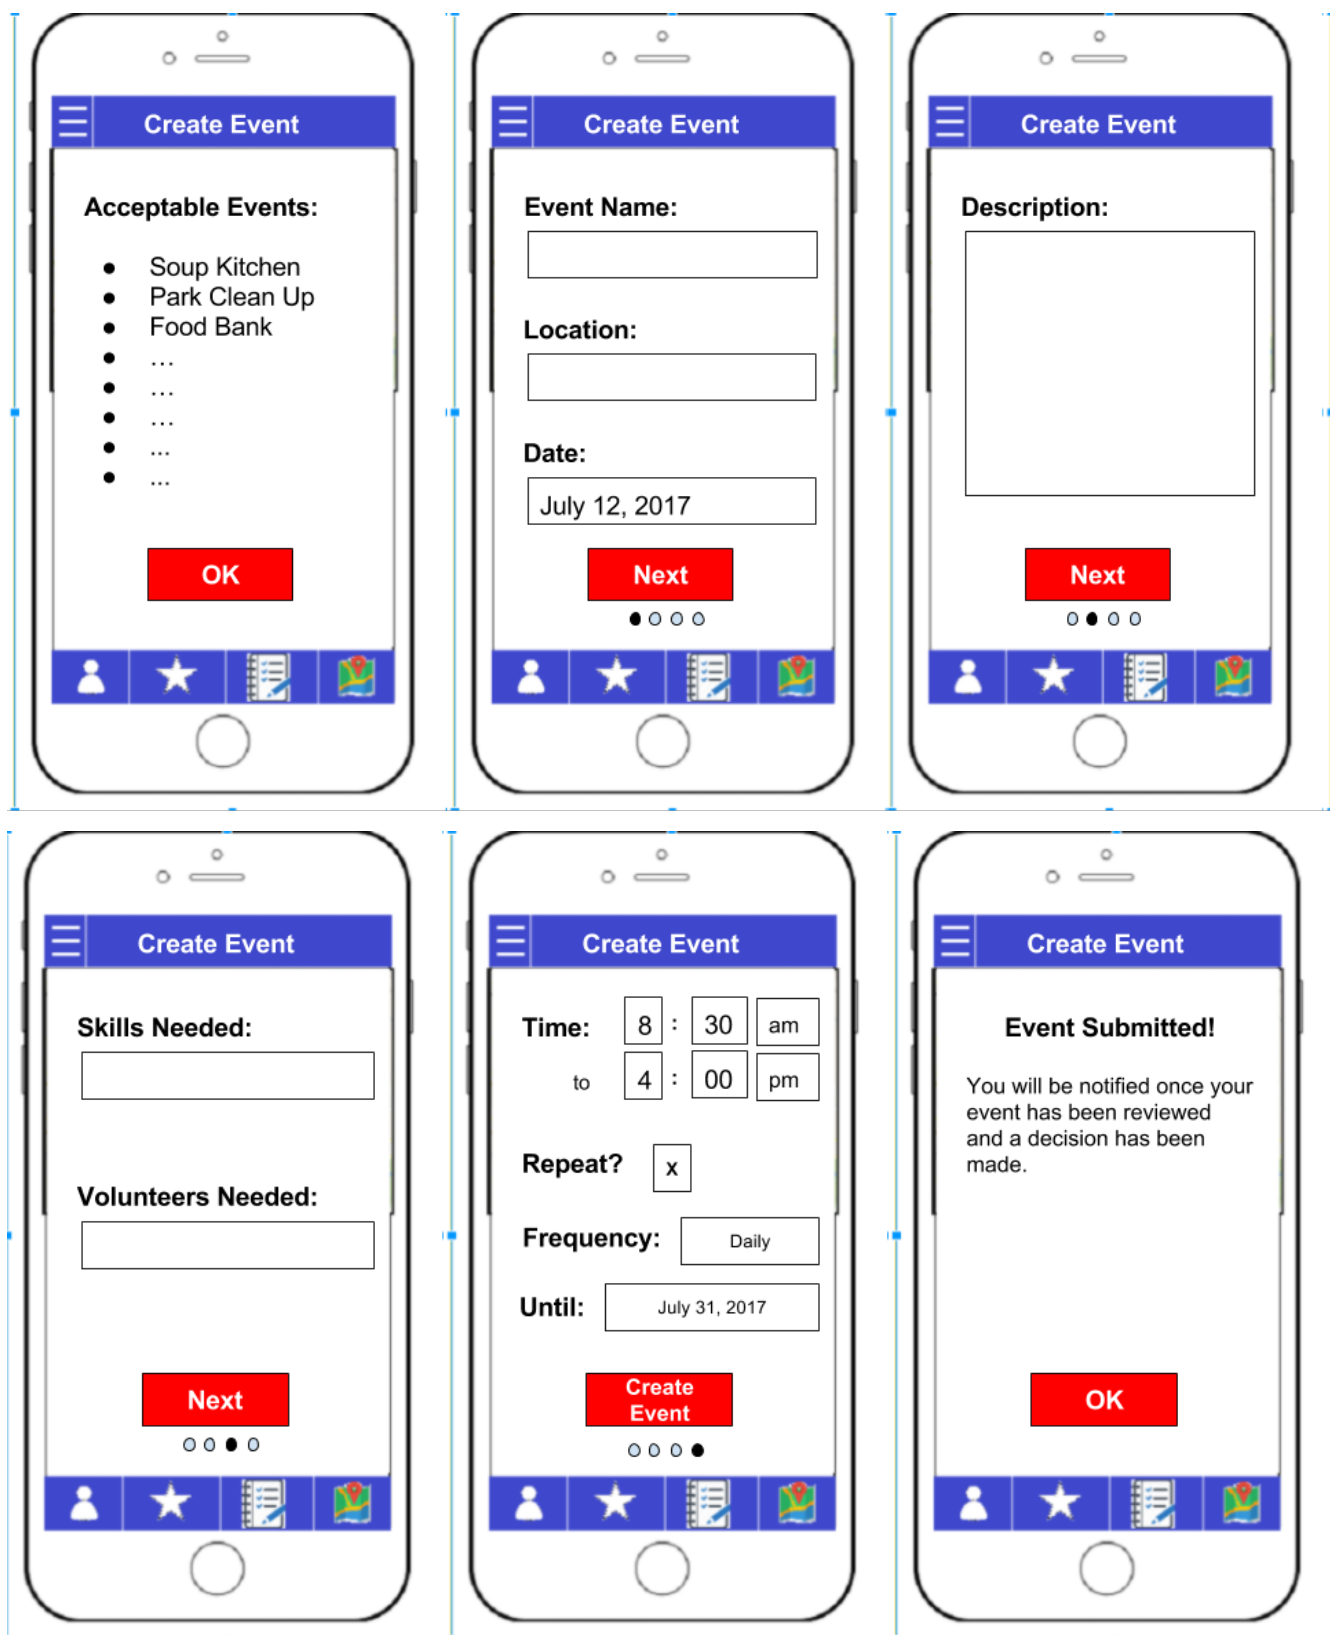 Create Event
Acceptable Events:
● Soup Kitchen
● Park Clean Up
● Food Bank
● ...
● ...
● ...
● ...
● ...
OK
Create Event
Event Name:
Location:
Date:
July 12, 2017
Next
Create Event
Description:
Next
Create Event
Skills Needed:
Volunteers Needed:
Next
Create Event
Time: 8 : 30 am
to 4 : 00 pm
Repeat? x
Frequency: Daily
Until: July 31, 2017
Create
Event
Create Event
Event Submitted!
You will be notified once your
event has been reviewed
and a decision has been
made.
OK